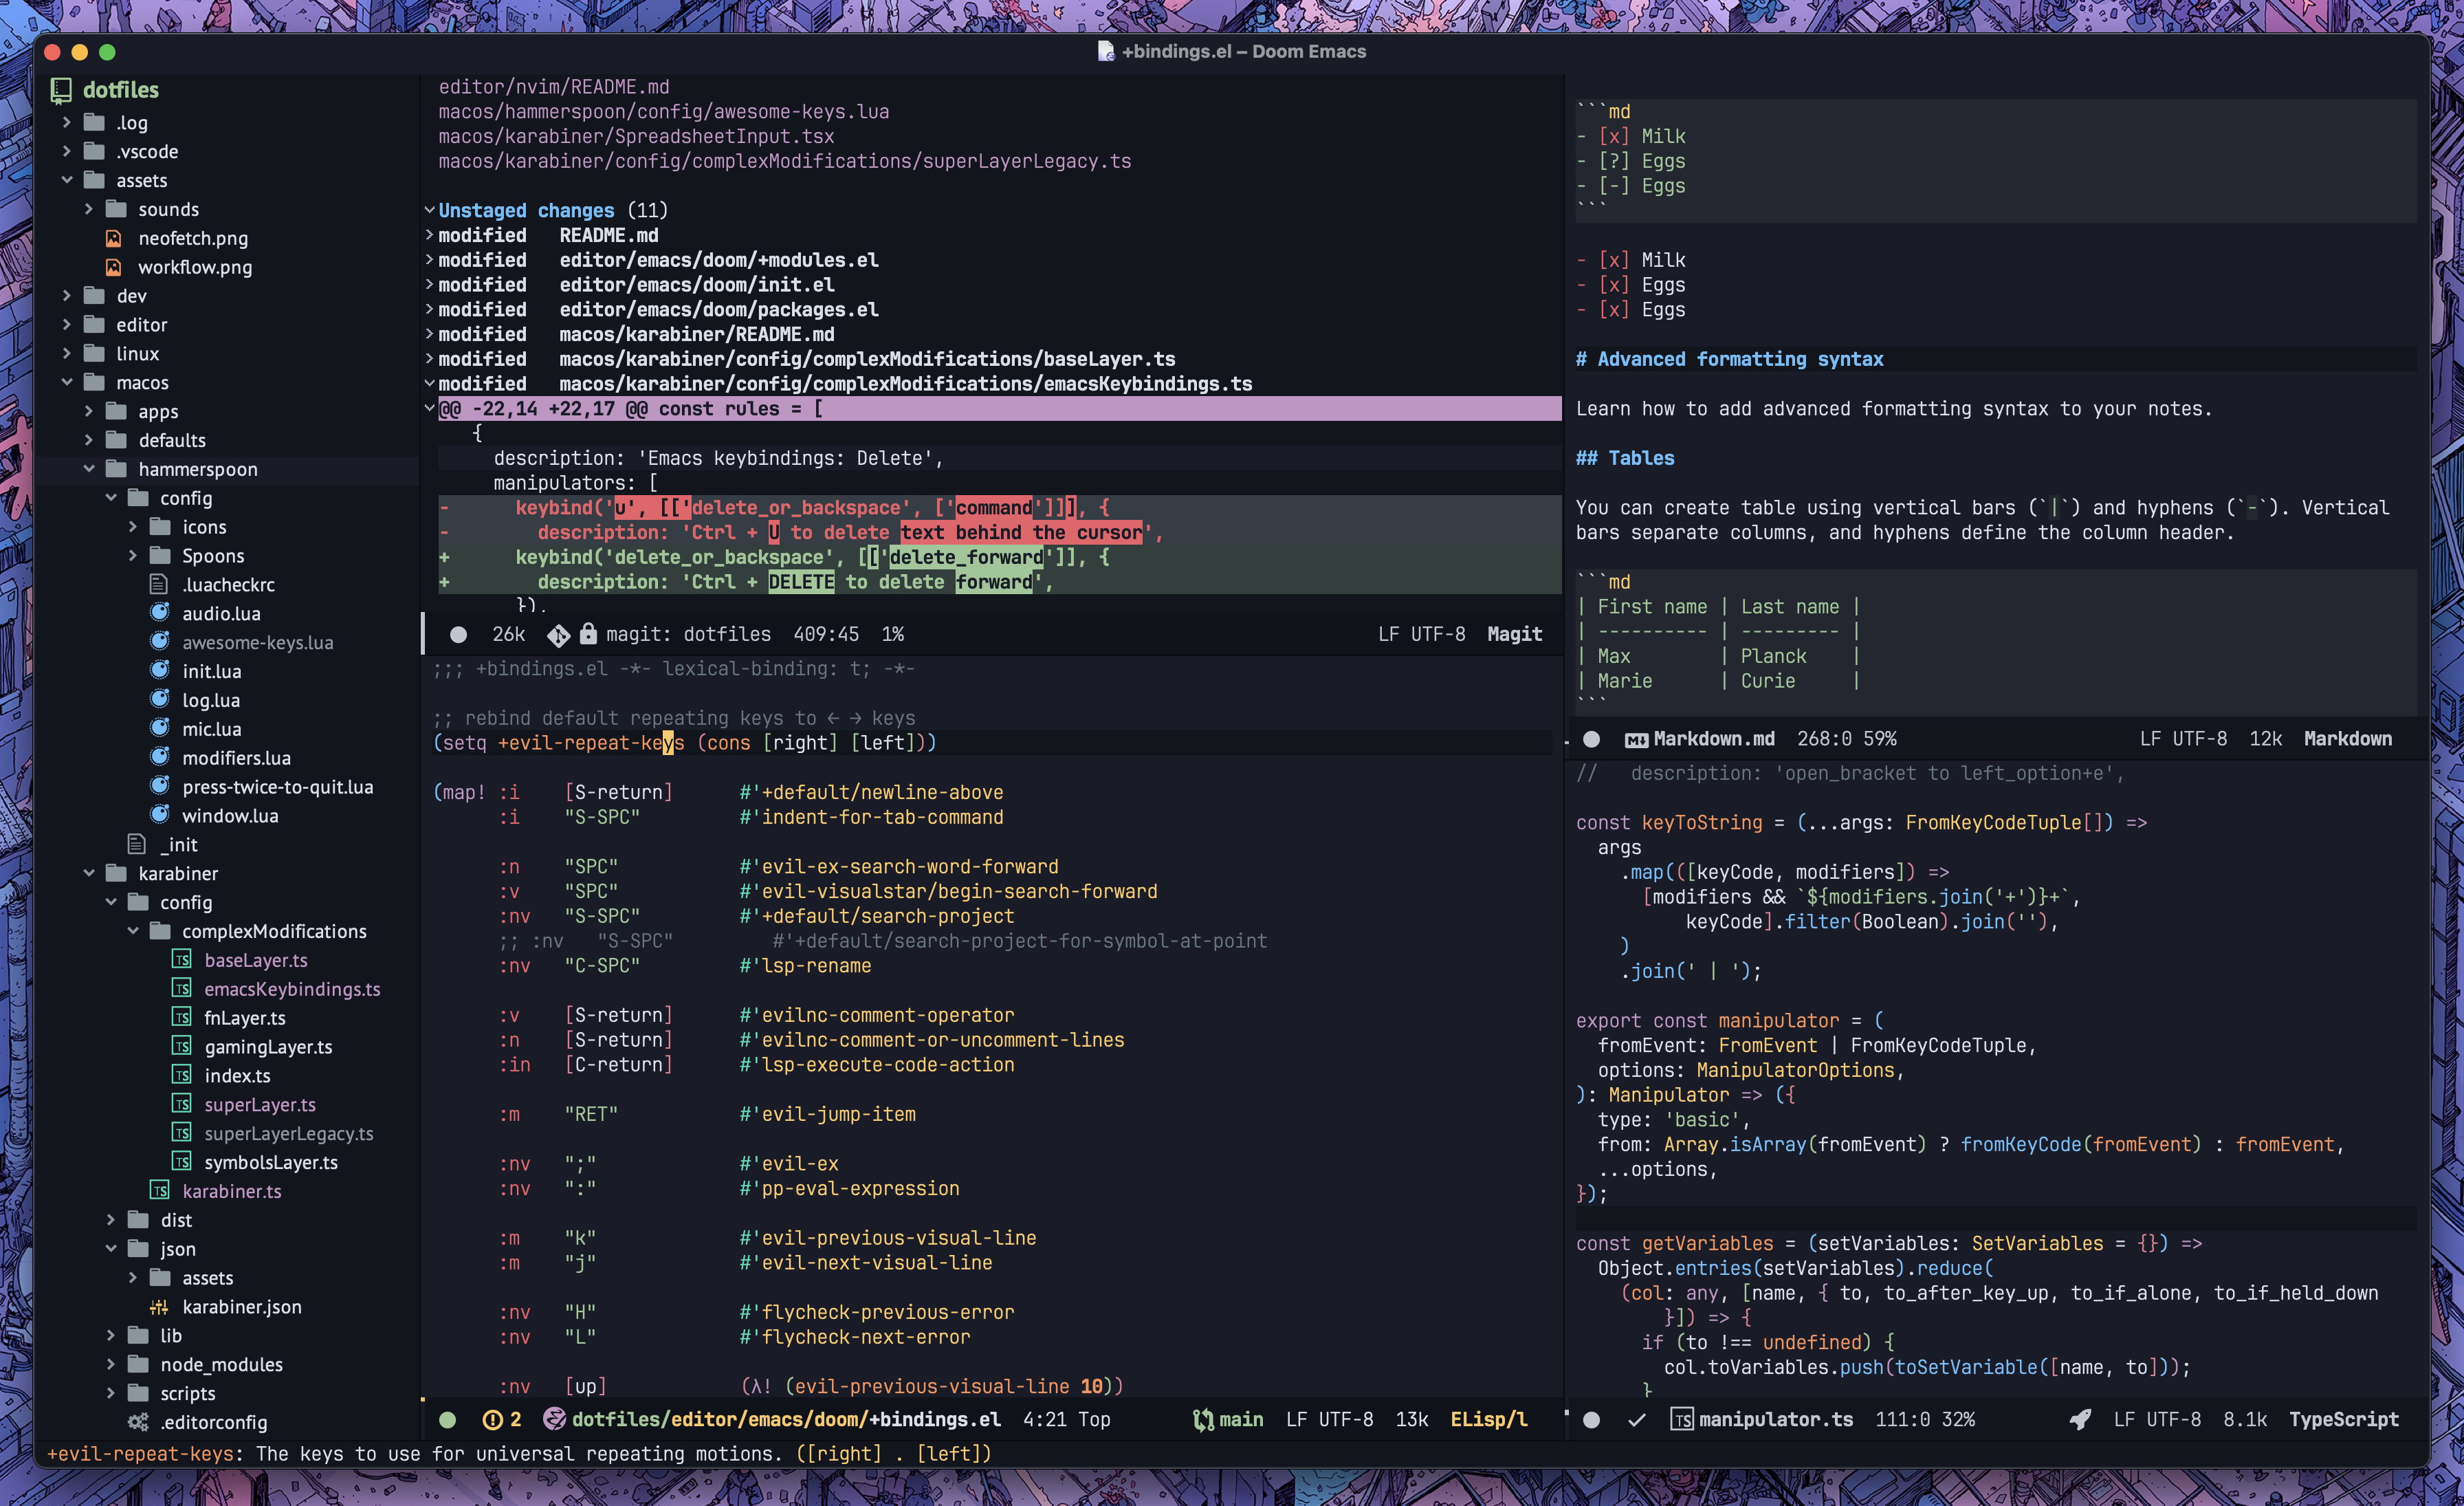 +bindings.el – Doom Emacs
dotfiles
.log
.vscode
assets
sounds
neofetch.png
workflow.png
dev
editor
linux
macos
apps
defaults
hammerspoon
config
icons
Spoons
.luacheckrc
audio.lua
awesome-keys.lua
init.lua
log.lua
mic.lua
modifiers.lua
press-twice-to-quit.lua
window.lua
_init
karabiner
config
complexModifications
TS baseLayer.ts
TS emacsKeybindings.ts
TS fnLayer.ts
TS gamingLayer.ts
TS index.ts
TS superLayer.ts
TS superLayerLegacy.ts
TS symbolsLayer.ts
TS karabiner.ts
dist
json
assets
karabiner.json
lib
node_modules
scripts
.editorconfig
editor/nvim/README.md
macos/hammerspoon/config/awesome-keys.lua
macos/karabiner/SpreadsheetInput.tsx
macos/karabiner/config/complexModifications/superLayerLegacy.ts
Unstaged changes (11)
modified   README.md
modified   editor/emacs/doom/+modules.el
modified   editor/emacs/doom/init.el
modified   editor/emacs/doom/packages.el
modified   macos/karabiner/README.md
modified   macos/karabiner/config/complexModifications/baseLayer.ts
modified   macos/karabiner/config/complexModifications/emacsKeybindings.ts
@@ -22,14 +22,17 @@ const rules = [
{
description: 'Emacs keybindings: Delete',
manipulators: [
-      keybind('u', [['delete_or_backspace', ['command']]], {
-        description: 'Ctrl + U to delete text behind the cursor',
+      keybind('delete_or_backspace', [['delete_forward']], {
+        description: 'Ctrl + DELETE to delete forward',
}),
26k magit: dotfiles 409:45 1% LF UTF-8 Magit
;;; +bindings.el -*- lexical-binding: t; -*-
;; rebind default repeating keys to ← → keys
(setq +evil-repeat-keys (cons [right] [left]))
(map! :i    [S-return]      #'+default/newline-above
:i    "S-SPC"         #'indent-for-tab-command
:n    "SPC"           #'evil-ex-search-word-forward
:v    "SPC"           #'evil-visualstar/begin-search-forward
:nv   "S-SPC"         #'+default/search-project
;; :nv   "S-SPC"         #'+default/search-project-for-symbol-at-point
:nv   "C-SPC"         #'lsp-rename
:v    [S-return]      #'evilnc-comment-operator
:n    [S-return]      #'evilnc-comment-or-uncomment-lines
:in   [C-return]      #'lsp-execute-code-action
:m    "RET"           #'evil-jump-item
:nv   ";"             #'evil-ex
:nv   ":"             #'pp-eval-expression
:m    "k"             #'evil-previous-visual-line
:m    "j"             #'evil-next-visual-line
:nv   "H"             #'flycheck-previous-error
:nv   "L"             #'flycheck-next-error
:nv   [up]            (λ! (evil-previous-visual-line 10))
2 dotfiles/editor/emacs/doom/+bindings.el 4:21 Top main LF UTF-8 13k ELisp/l
```md
- [x] Milk
- [?] Eggs
- [-] Eggs
```
- [x] Milk
- [x] Eggs
- [x] Eggs
# Advanced formatting syntax
Learn how to add advanced formatting syntax to your notes.
## Tables
You can create table using vertical bars (`|`) and hyphens (`-`). Vertical
bars separate columns, and hyphens define the column header.
```md
| First name | Last name |
| ---------- | --------- |
| Max        | Planck    |
| Marie      | Curie     |
```
Markdown.md 268:0 59% LF UTF-8 12k Markdown
//   description: 'open_bracket to left_option+e',
const keyToString = (...args: FromKeyCodeTuple[]) =>
args
.map(([keyCode, modifiers]) =>
[modifiers && `${modifiers.join('+')}+`,
keyCode].filter(Boolean).join(''),
)
.join(' | ');
export const manipulator = (
fromEvent: FromEvent | FromKeyCodeTuple,
options: ManipulatorOptions,
): Manipulator => ({
type: 'basic',
from: Array.isArray(fromEvent) ? fromKeyCode(fromEvent) : fromEvent,
...options,
});
const getVariables = (setVariables: SetVariables = {}) =>
Object.entries(setVariables).reduce(
(col: any, [name, { to, to_after_key_up, to_if_alone, to_if_held_down
}]) => {
if (to !== undefined) {
col.toVariables.push(toSetVariable([name, to]));
}
TS manipulator.ts 111:0 32% LF UTF-8 8.1k TypeScript
+evil-repeat-keys: The keys to use for universal repeating motions. ([right] . [left])